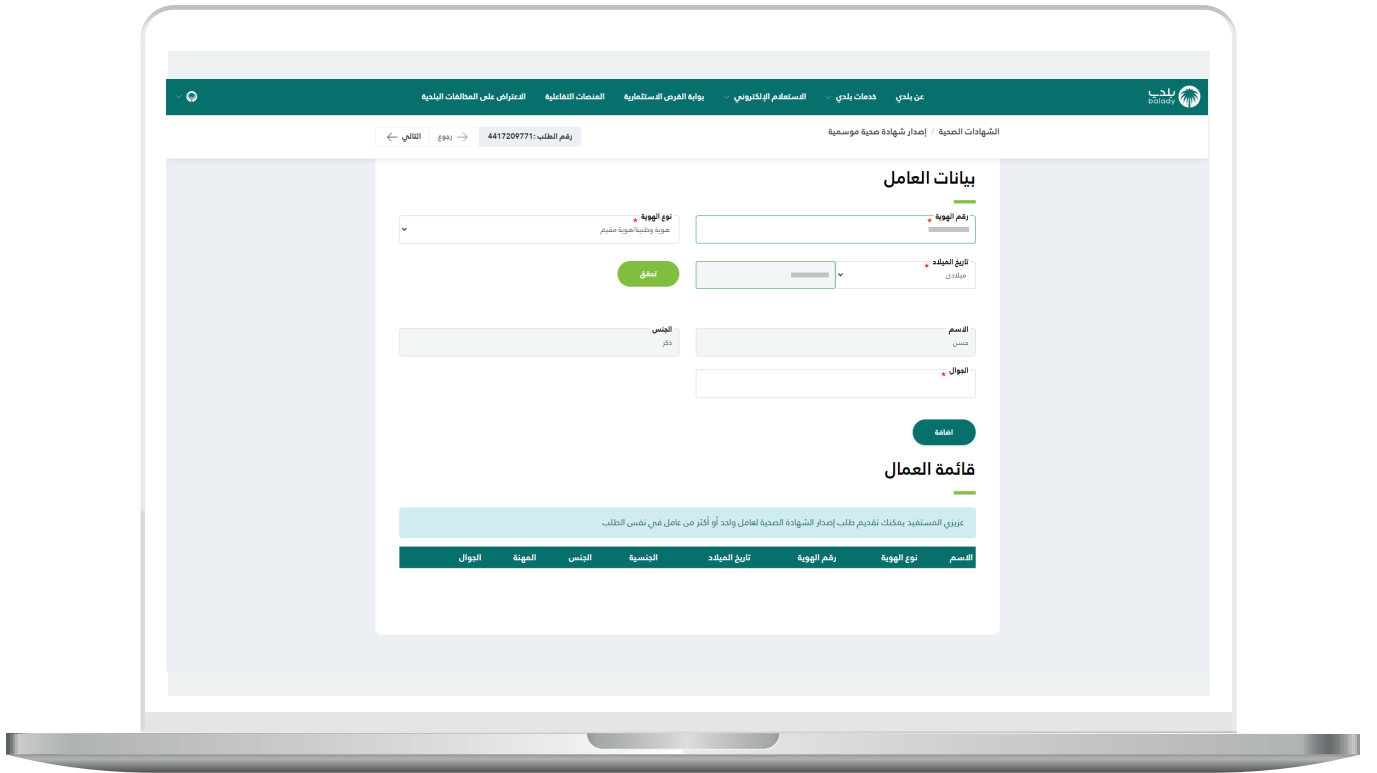 بلدي
balady
عن بلدي خدمات بلدي الاستعلام الإلكتروني بوابة الفرص الاستثمارية المنصات التفاعلية الاعتراض على المخالفات البلدية
الشهادات الصحية / إصدار شهادة صحية موسمية
رقم الطلب :4417209771 رجوع التالي
بيانات العامل
رقم الهوية *
نوع الهوية *
هوية وطنية/هوية مقيم
تاريخ الميلاد *
ميلادى
تحقق
الاسم
حسن
الجنس
ذكر
الجوال *
اضافة
قائمة العمال
عزيزي المستفيد يمكنك تقديم طلب إصدار الشهادة الصحية لعامل واحد أو أكثر من عامل في نفس الطلب
الاسم نوع الهوية رقم الهوية تاريخ الميلاد الجنسية الجنس المهنة الجوال